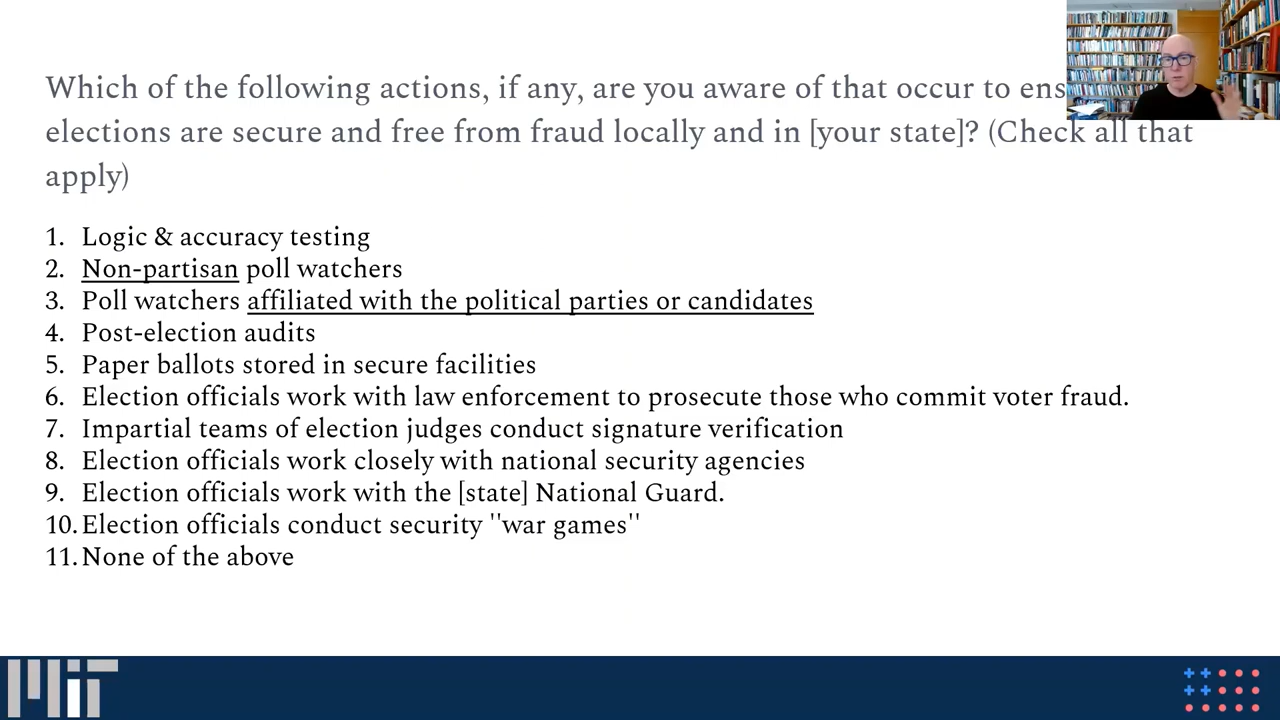 Which of the following actions, if any, are you aware of that occur to ens
elections are secure and free from fraud locally and in [your state]? (Check all that
apply)
1. Logic & accuracy testing
2. Non-partisan poll watchers
3. Poll watchers affiliated with the political parties or candidates
4. Post-election audits
5. Paper ballots stored in secure facilities
6. Election officials work with law enforcement to prosecute those who commit voter fraud.
7. Impartial teams of election judges conduct signature verification
8. Election officials work closely with national security agencies
9. Election officials work with the [state] National Guard.
10. Election officials conduct security "war games"
11. None of the above
MIT